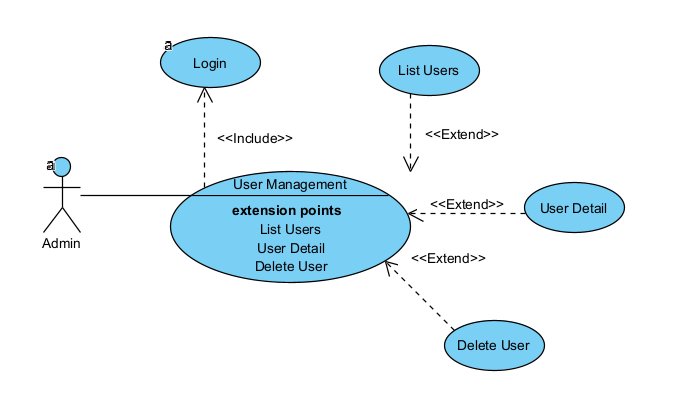 a
Login
List Users
<<Include>>
<<Extend>>
a
User Management
<<Extend>>
User Detail
extension points
List Users
User Detail
Delete User
Admin
<<Extend>>
Delete User